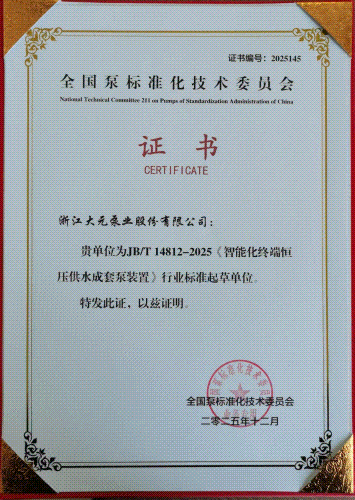 证书编号：2025145
全国泵标准化技术委员会
National Technical Committee 211 on Pumps of Standardization Administration of China
证 书
CERTIFICATE
浙江大元泵业股份有限公司：
贵单位为JB/T 14812-2025《智能化终端恒
压供水成套泵装置》行业标准起草单位。
特发此证，以兹证明。
全国泵标准化技术委员会
二零二五年十二月